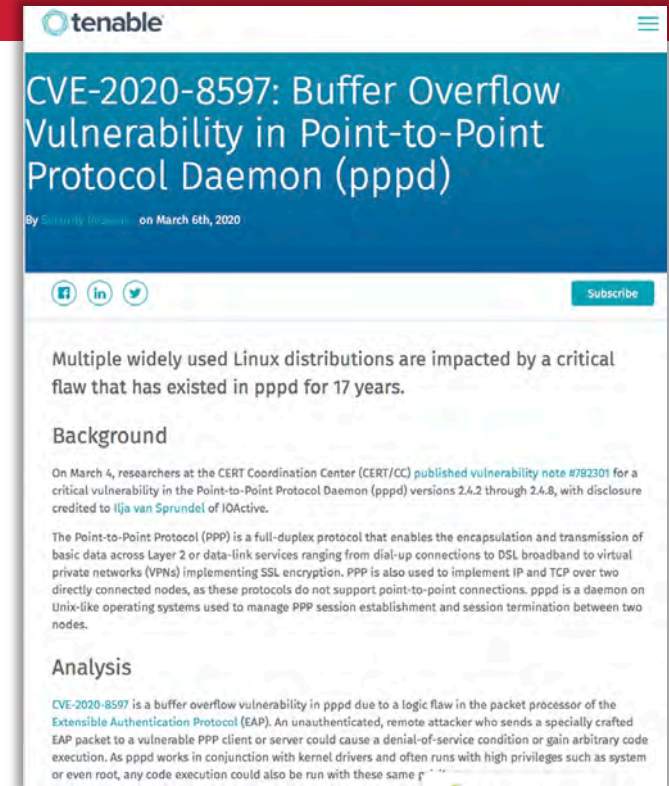 tenable
CVE-2020-8597: Buffer Overflow
Vulnerability in Point-to-Point
Protocol Daemon (pppd)
By on March 6th, 2020
Subscribe
Multiple widely used Linux distributions are impacted by a critical
flaw that has existed in pppd for 17 years.
Background
On March 4, researchers at the CERT Coordination Center (CERT/CC) published vulnerability note #782301 for a
critical vulnerability in the Point-to-Point Protocol Daemon (pppd) versions 2.4.2 through 2.4.8, with disclosure
credited to Ilja van Sprundel of IOActive.
The Point-to-Point Protocol (PPP) is a full-duplex protocol that enables the encapsulation and transmission of
basic data across Layer 2 or data-link services ranging from dial-up connections to DSL broadband to virtual
private networks (VPNs) implementing SSL encryption. PPP is also used to implement IP and TCP over two
directly connected nodes, as these protocols do not support point-to-point connections. pppd is a daemon on
Unix-like operating systems used to manage PPP session establishment and session termination between two
nodes.
Analysis
CVE-2020-8597 is a buffer overflow vulnerability in pppd due to a logic flaw in the packet processor of the
Extensible Authentication Protocol (EAP). An unauthenticated, remote attacker who sends a specially crafted
EAP packet to a vulnerable PPP client or server could cause a denial-of-service condition or gain arbitrary code
execution. As pppd works in conjunction with kernel drivers and often runs with high privileges such as system
or even root, any code execution could also be run with these same